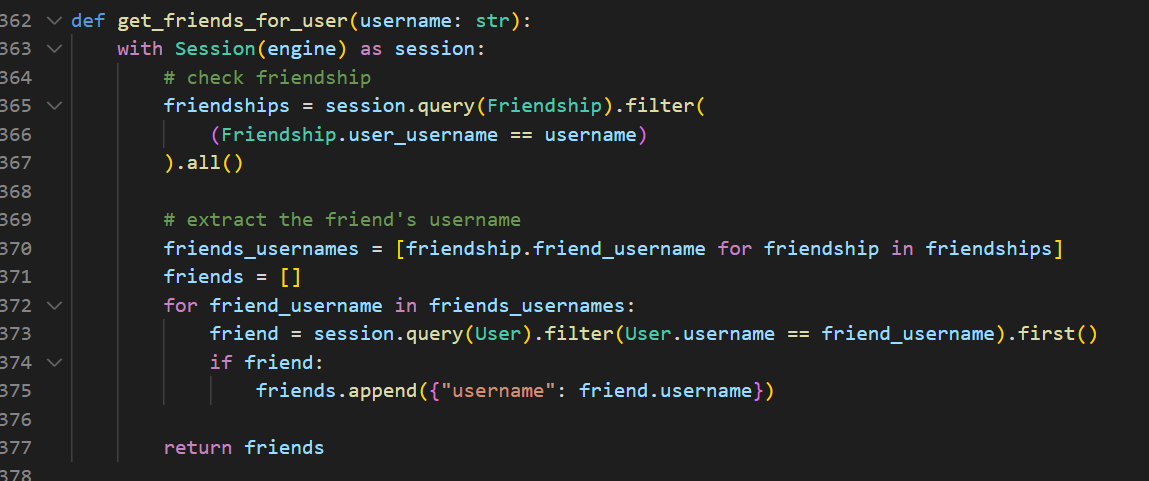 362 def get_friends_for_user(username: str):
363     with Session(engine) as session:
364         # check friendship
365         friendships = session.query(Friendship).filter(
366             (Friendship.user_username == username)
367         ).all()
368
369         # extract the friend's username
370         friends_usernames = [friendship.friend_username for friendship in friendships]
371         friends = []
372         for friend_username in friends_usernames:
373             friend = session.query(User).filter(User.username == friend_username).first()
374             if friend:
375                 friends.append({"username": friend.username})
376
377         return friends
378